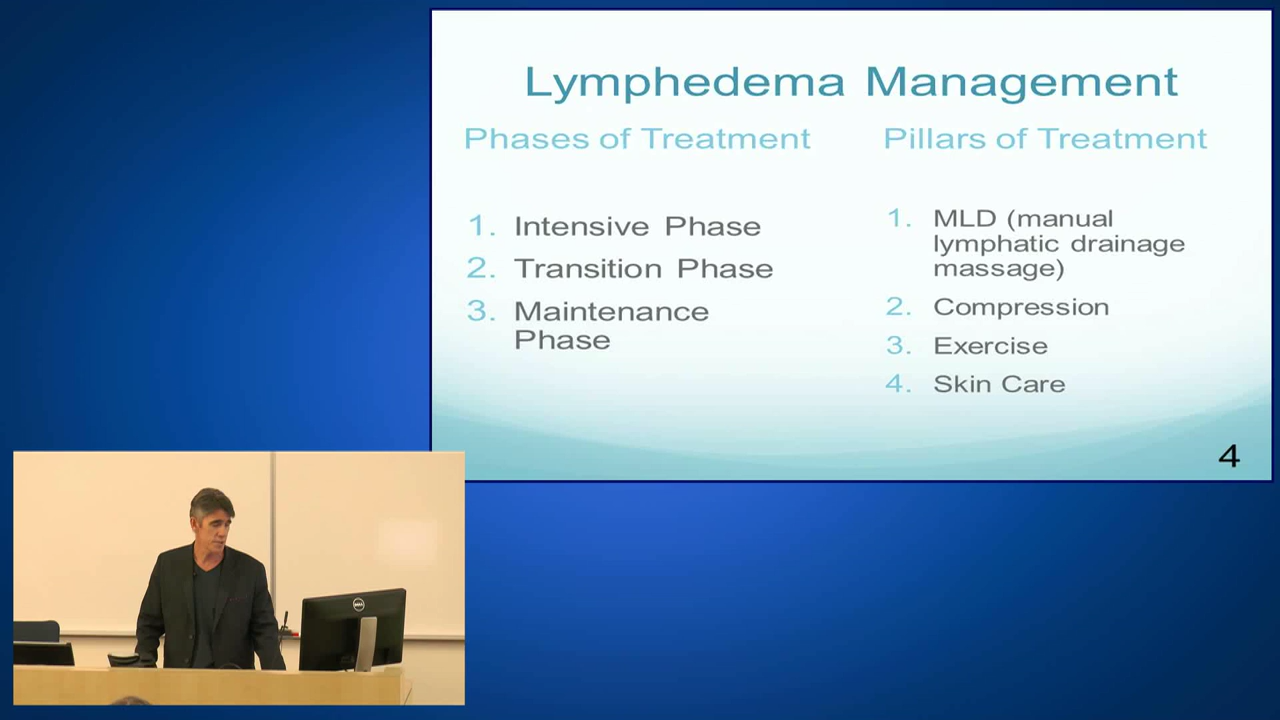 Lymphedema Management
Phases of Treatment
1. Intensive Phase
2. Transition Phase
3. Maintenance
Phase
Pillars of Treatment
1. MLD (manual
lymphatic drainage
massage)
2. Compression
3. Exercise
4. Skin Care
4
DELL